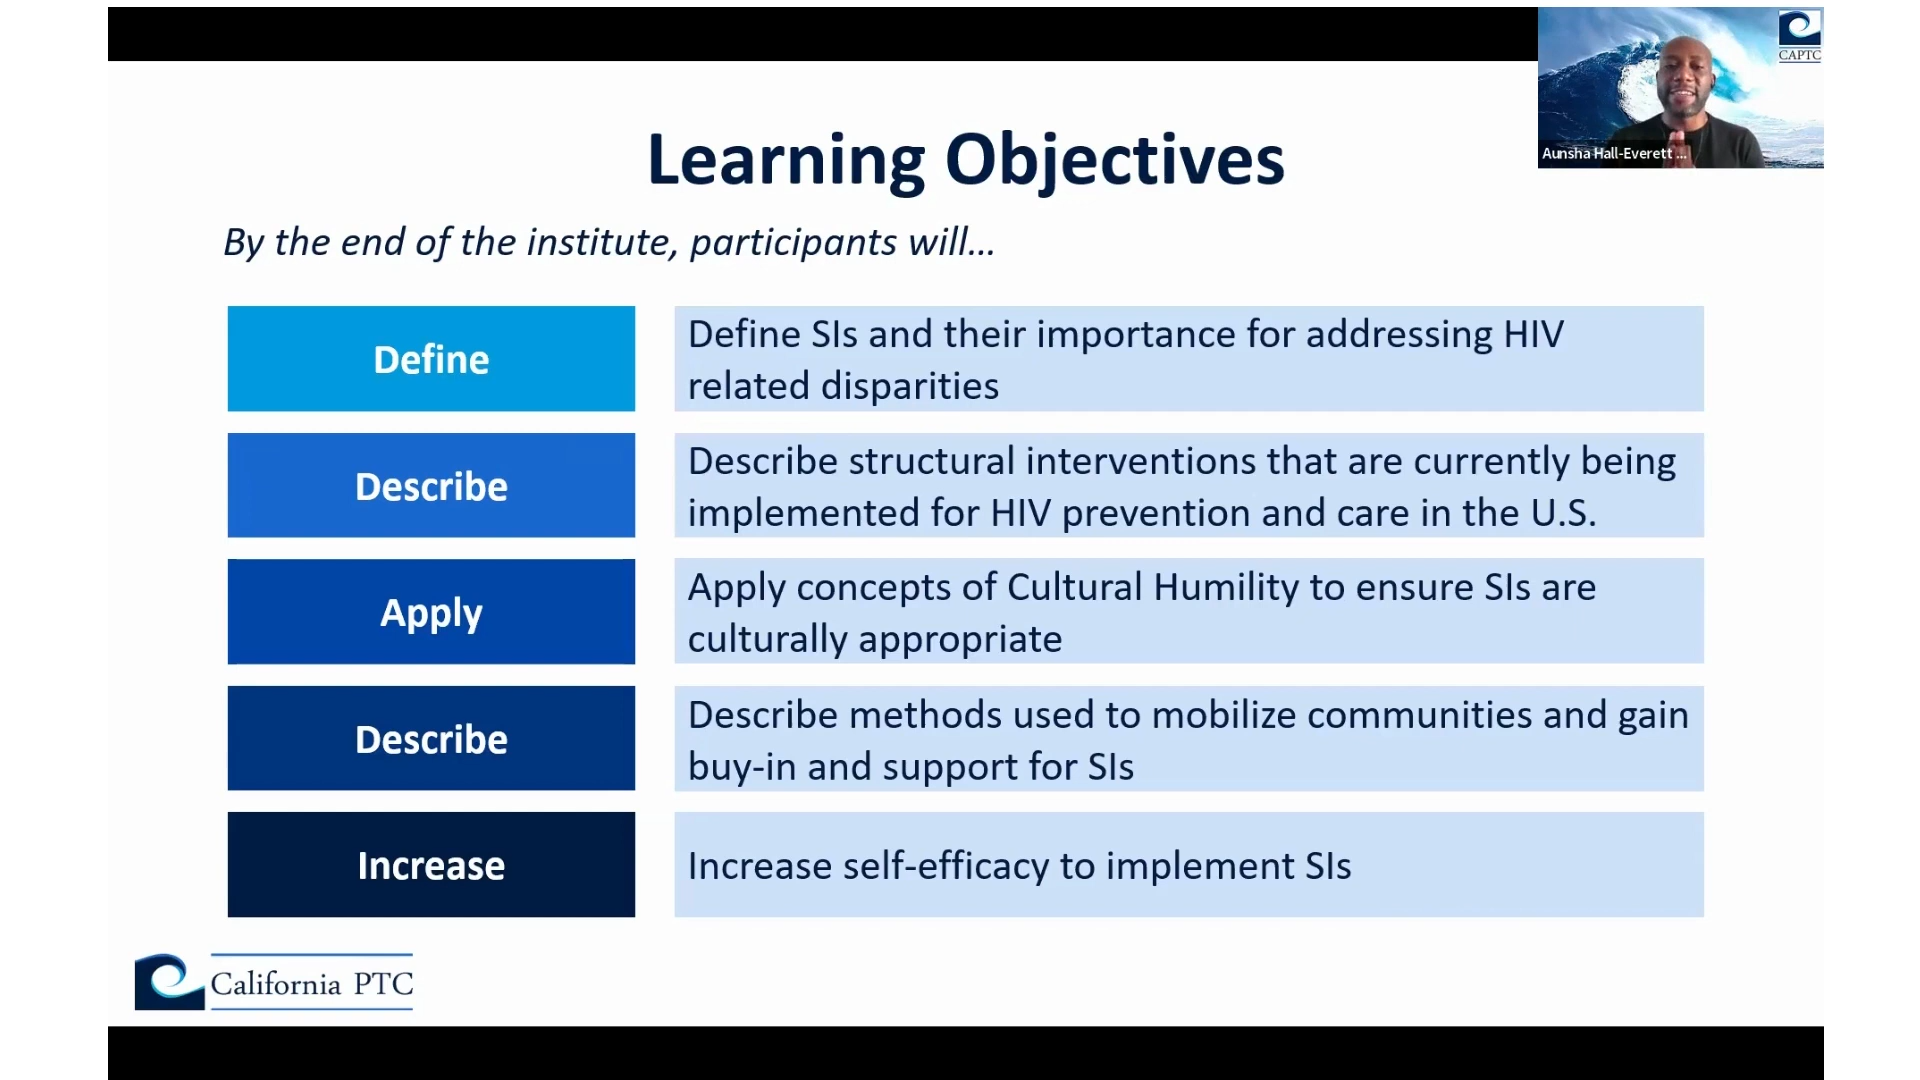 CAPTC
Aunsha Hall-Everett ...
Learning Objectives
By the end of the institute, participants will...
Define
Define SIs and their importance for addressing HIV
related disparities
Describe
Describe structural interventions that are currently being
implemented for HIV prevention and care in the U.S.
Apply
Apply concepts of Cultural Humility to ensure SIs are
culturally appropriate
Describe
Describe methods used to mobilize communities and gain
buy-in and support for SIs
Increase
Increase self-efficacy to implement SIs
California PTC